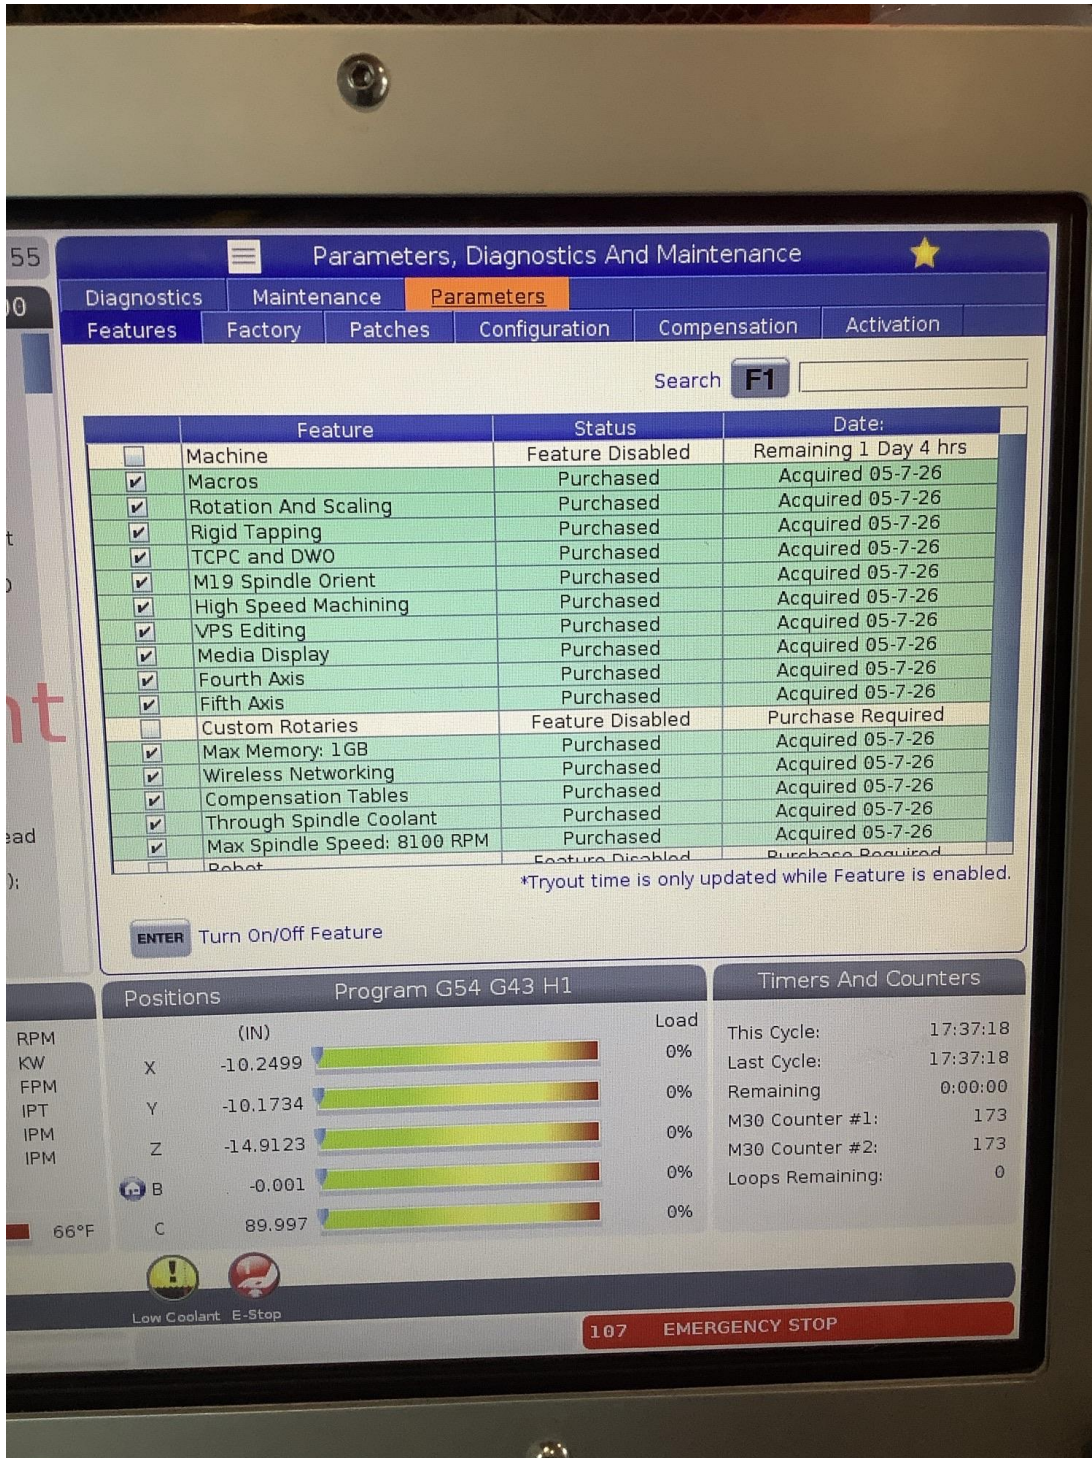 55
Parameters, Diagnostics And Maintenance
Diagnostics Maintenance Parameters
Features Factory Patches Configuration Compensation Activation
Search F1
Feature Status Date:
Machine Feature Disabled Remaining 1 Day 4 hrs
Macros Purchased Acquired 05-7-26
Rotation And Scaling Purchased Acquired 05-7-26
Rigid Tapping Purchased Acquired 05-7-26
TCPC and DWO Purchased Acquired 05-7-26
M19 Spindle Orient Purchased Acquired 05-7-26
High Speed Machining Purchased Acquired 05-7-26
VPS Editing Purchased Acquired 05-7-26
Media Display Purchased Acquired 05-7-26
Fourth Axis Purchased Acquired 05-7-26
Fifth Axis Purchased Acquired 05-7-26
Custom Rotaries Feature Disabled Purchase Required
Max Memory: 1GB Purchased Acquired 05-7-26
Wireless Networking Purchased Acquired 05-7-26
Compensation Tables Purchased Acquired 05-7-26
Through Spindle Coolant Purchased Acquired 05-7-26
Max Spindle Speed: 8100 RPM Purchased Acquired 05-7-26
Robot Feature Disabled Purchase Required
*Tryout time is only updated while Feature is enabled.
ENTER Turn On/Off Feature
nt
ead
):
RPM
KW
FPM
IPT
IPM
IPM
66°F
Positions Program G54 G43 H1
(IN) Load
X -10.2499 0%
Y -10.1734 0%
Z -14.9123 0%
B -0.001 0%
C 89.997 0%
Timers And Counters
This Cycle: 17:37:18
Last Cycle: 17:37:18
Remaining 0:00:00
M30 Counter #1: 173
M30 Counter #2: 173
Loops Remaining: 0
Low Coolant E-Stop
107 EMERGENCY STOP